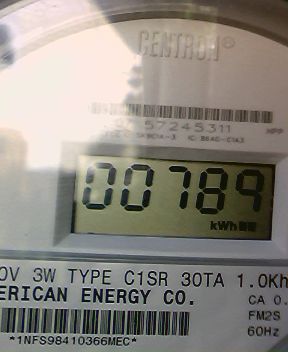 CENTRON®
57245311
00789
kWh
0V 3W TYPE C1SR 30TA 1.0Kh
ERICAN ENERGY CO.
CA 0.
FM2S
60Hz
*1NFS98410366MEC*